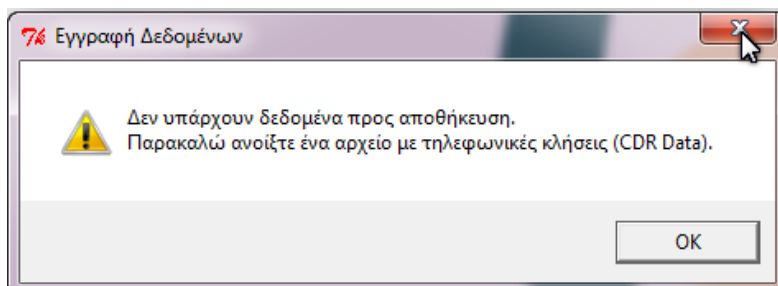 Εγγραφή Δεδομένων
Δεν υπάρχουν δεδομένα προς αποθήκευση.
Παρακαλώ ανοίξτε ένα αρχείο με τηλεφωνικές κλήσεις (CDR Data).
OK